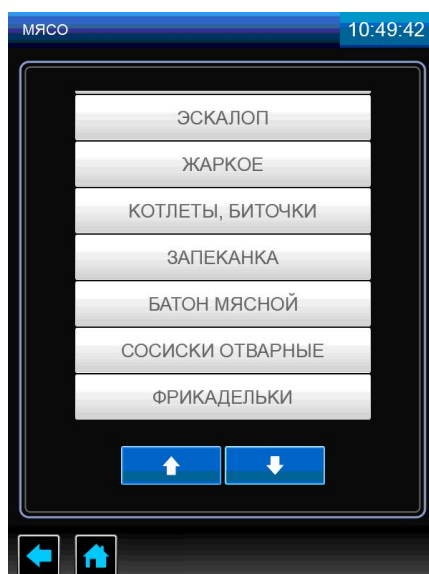 МЯСО
10:49:42
ЭСКАЛОП
ЖАРКОЕ
КОТЛЕТЫ, БИТОЧКИ
ЗАПЕКАНКА
БАТОН МЯСНОЙ
СОСИСКИ ОТВАРНЫЕ
ФРИКАДЕЛЬКИ